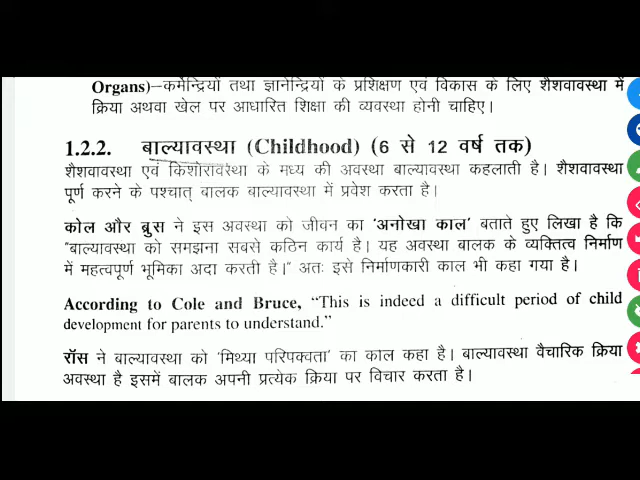 Organs)–कर्मेन्द्रियों तथा ज्ञानेन्द्रियों के प्रशिक्षण एवं विकास के लिए शैशवावस्था में
क्रिया अथवा खेल पर आधारित शिक्षा की व्यवस्था होनी चाहिए।
1.2.2. बाल्यावस्था (Childhood) (6 से 12 वर्ष तक)
शैशवावस्था एवं किशोरावस्था के मध्य की अवस्था बाल्यावस्था कहलाती है। शैशवावस्था
पूर्ण करने के पश्चात् बालक बाल्यावस्था में प्रवेश करता है।
कोल और ब्रुस ने इस अवस्था को जीवन का 'अनोखा काल' बताते हुए लिखा है कि
"बाल्यावस्था को समझना सबसे कठिन कार्य है। यह अवस्था बालक के व्यक्तित्व निर्माण
में महत्वपूर्ण भूमिका अदा करती है।" अतः इसे निर्माणकारी काल भी कहा गया है।
According to Cole and Bruce, "This is indeed a difficult period of child
development for parents to understand."
रॉस ने बाल्यावस्था को 'मिथ्या परिपक्वता' का काल कहा है। बाल्यावस्था वैचारिक क्रिया
अवस्था है इसमें बालक अपनी प्रत्येक क्रिया पर विचार करता है।